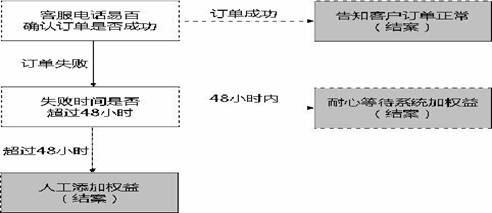 客服电话易百
确认订单是否成功
订单成功
告知客户订单正常
(结案)
订单失败
失败时间是否
超过48小时
48小时内
耐心等待系统加权益
(结案)
超过48小时
人工添加权益
(结案)